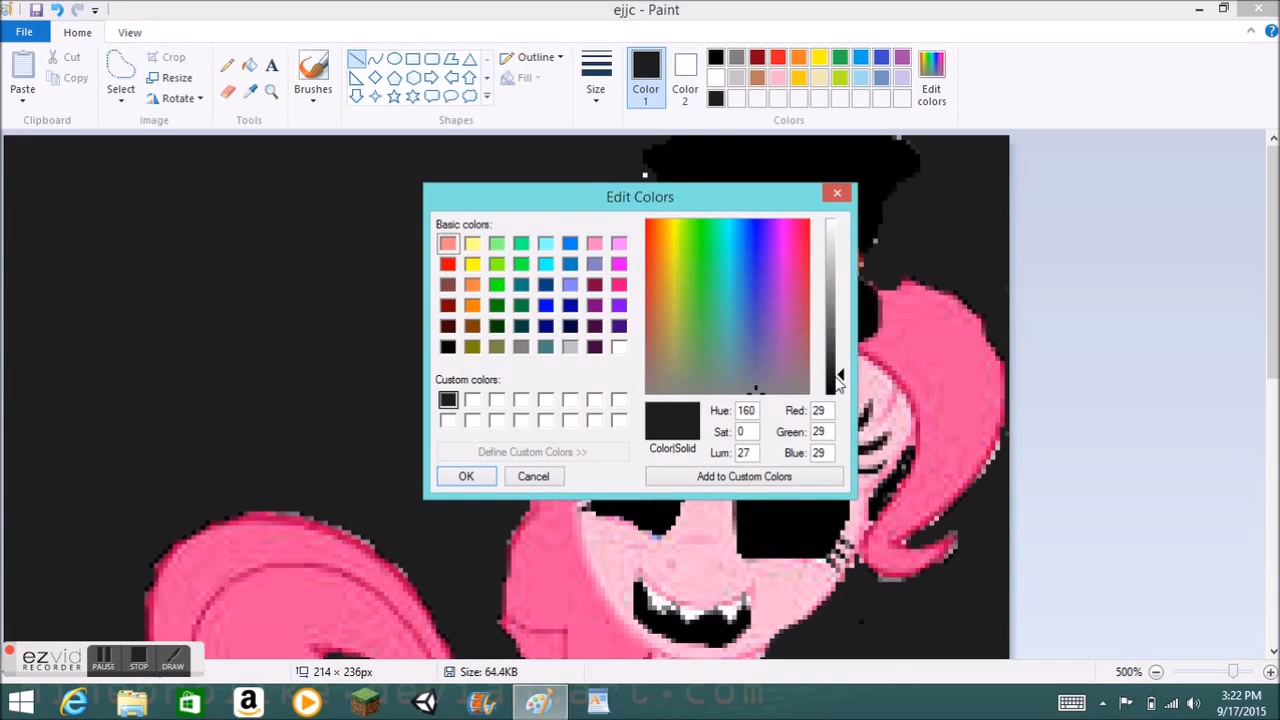 ejjc - Paint
File
Home
View
Paste
Cut
Copy
Clipboard
Select
Crop
Resize
Rotate
Image
Tools
Brushes
Outline
Fill
Shapes
Size
Color 1
Color 2
Edit colors
Colors
Edit Colors
Basic colors:
Custom colors:
Define Custom Colors >>
OK
Cancel
Color|Solid
Hue: 160
Sat: 0
Lum: 27
Red: 29
Green: 29
Blue: 29
Add to Custom Colors
ezvid
RECORDER
PAUSE
STOP
DRAW
214 × 236px
Size: 64.4KB
500%
3:22 PM
9/17/2015